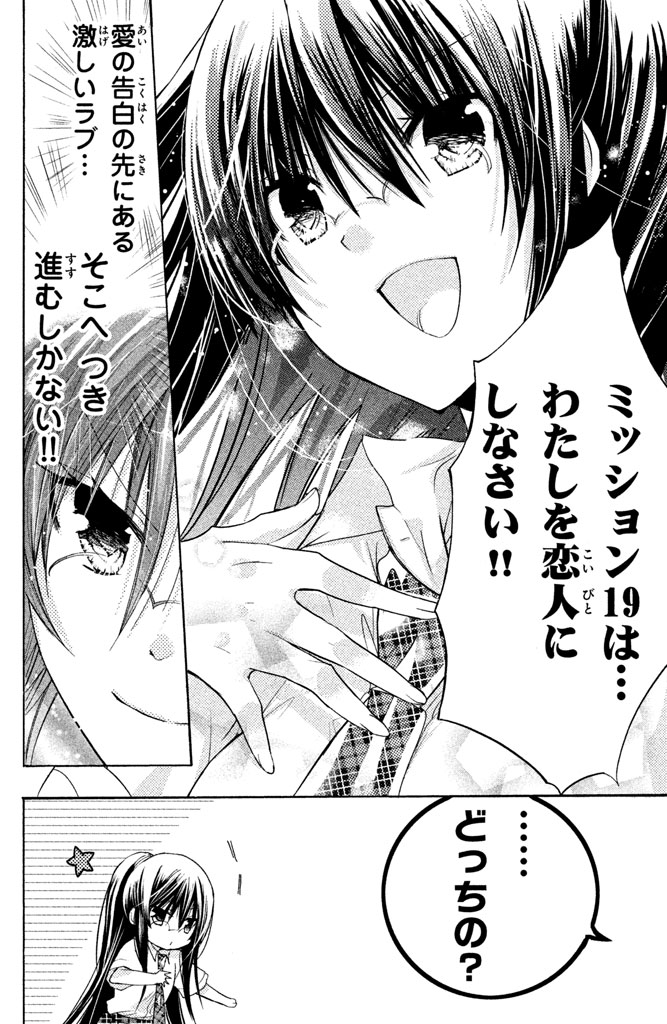 ミッション19は…
わたしを恋人に
しなさい!!
愛の告白の先にある
激しいラブ…
そこへ つき
進むしかない!!
……
どっちの?